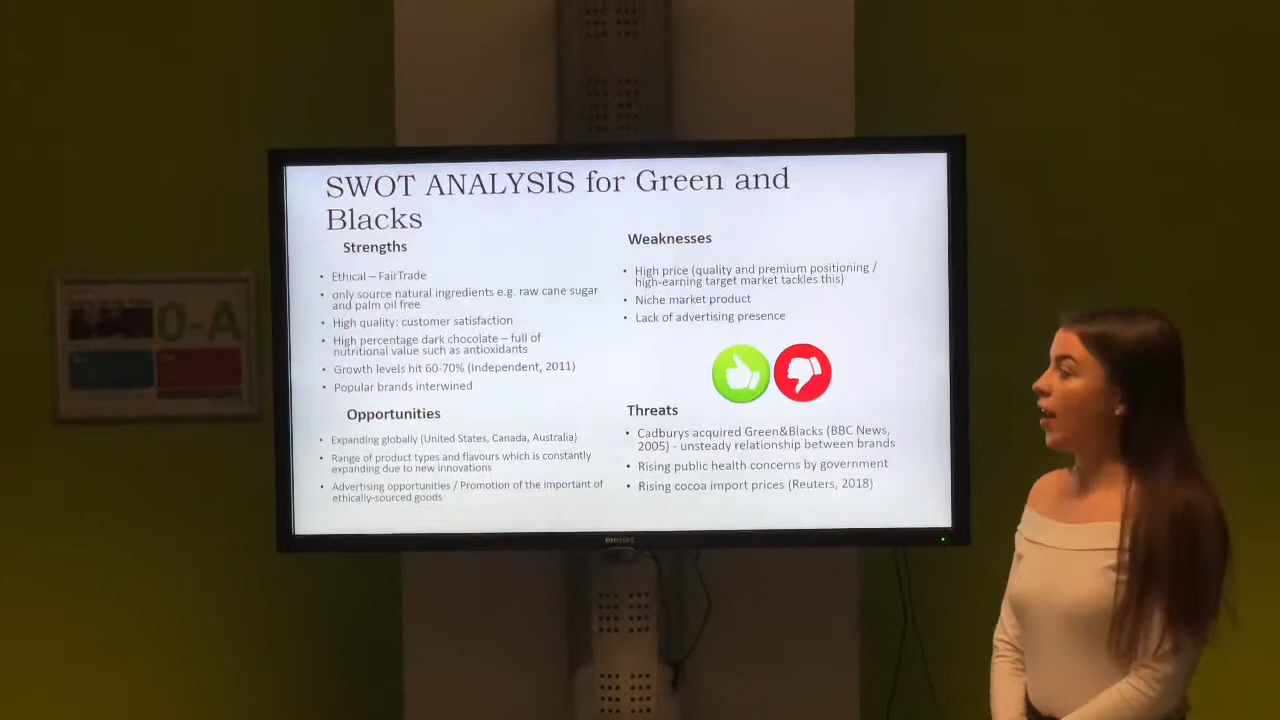 SWOT ANALYSIS for Green and
Blacks
Strengths
• Ethical – FairTrade
• only source natural ingredients e.g. raw cane sugar
and palm oil free
• High quality: customer satisfaction
• High percentage dark chocolate – full of
nutritional value such as antioxidants
• Growth levels hit 60-70% (Independent, 2011)
• Popular brands interwined
Weaknesses
• High price (quality and premium positioning /
high-earning target market tackles this)
• Niche market product
• Lack of advertising presence
Opportunities
• Expanding globally (United States, Canada, Australia)
• Range of product types and flavours which is constantly
expanding due to new innovations
• Advertising opportunities / Promotion of the important of
ethically-sourced goods
Threats
• Cadburys acquired Green&Blacks (BBC News,
2005) - unsteady relationship between brands
• Rising public health concerns by government
• Rising cocoa import prices (Reuters, 2018)
PHILIPS
0-A